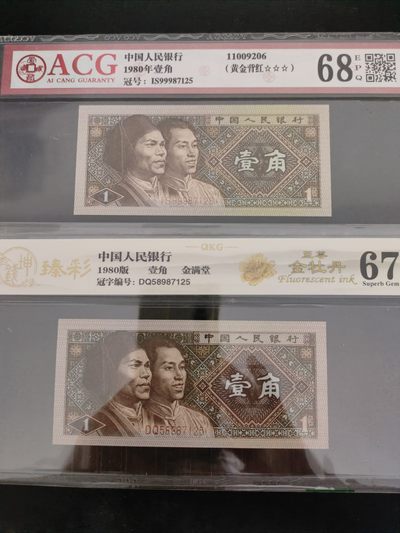 ACG
AI CANG GUARANTY
中国人民银行
1980年壹角
冠号: IS99987125
11009206
(黄金背红☆☆☆)
68 EPQ
中国人民银行
壹角
1
1
QKG
臻彩
中国人民银行
1980版 壹角 金满堂
冠字编号: DQ58987125
金牡丹
Fluorescent ink
67
Superb Gem
中国人民银行
壹角
1
DQ58987125
1